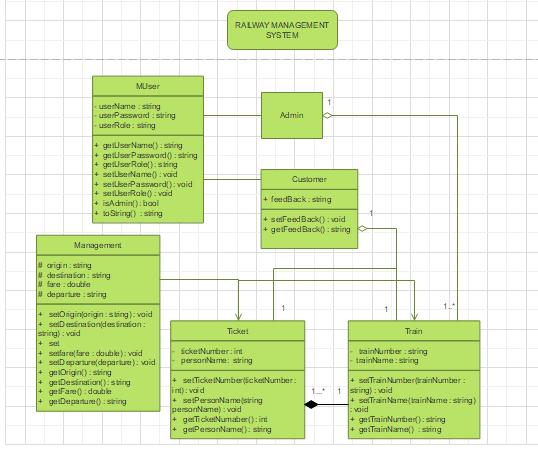 RAILWAY MANAGEMENT
SYSTEM
MUser
- userName : string
- userPassword : string
- userRole : string
+ getUserName() : string
+ getUserPassword() : string
+ getUserRole() : string
+ setUserName() : void
+ setUserPassword() : void
+ setUserRole() : void
+ isAdmin() : bool
+ toString() : string
Admin
1
Customer
+ feedBack : string
+ setFeedBack() : void
+ getFeedBack() : string
1
Management
# origin : string
# destination : string
# fare : double
# departure : string
+ setOrigin(origin : string) : void
+ setDestination(destination :
string) : void
+ set
+ setfare(fare : double) : void
+ setDeparture(departure) : void
+ getOrigin() : string
+ getDestination() : string
+ getFare() : double
+ getDeparture() : string
1
1
1..*
Ticket
- ticketNumber : int
- personName : string
+ setTicketNumber(ticketNumber :
int) : void
+ setPersonName(string
personName) : void
+ getTicketNumaber() : int
+ getPersonName() : string
1...*
1
Train
- trainNumber : string
- trainName : string
+ setTrainNumber(trainNumber :
string) : void
+ setTrainName(trainName : string)
: void
+ getTrainNumber() : string
+ getTrainName() : string